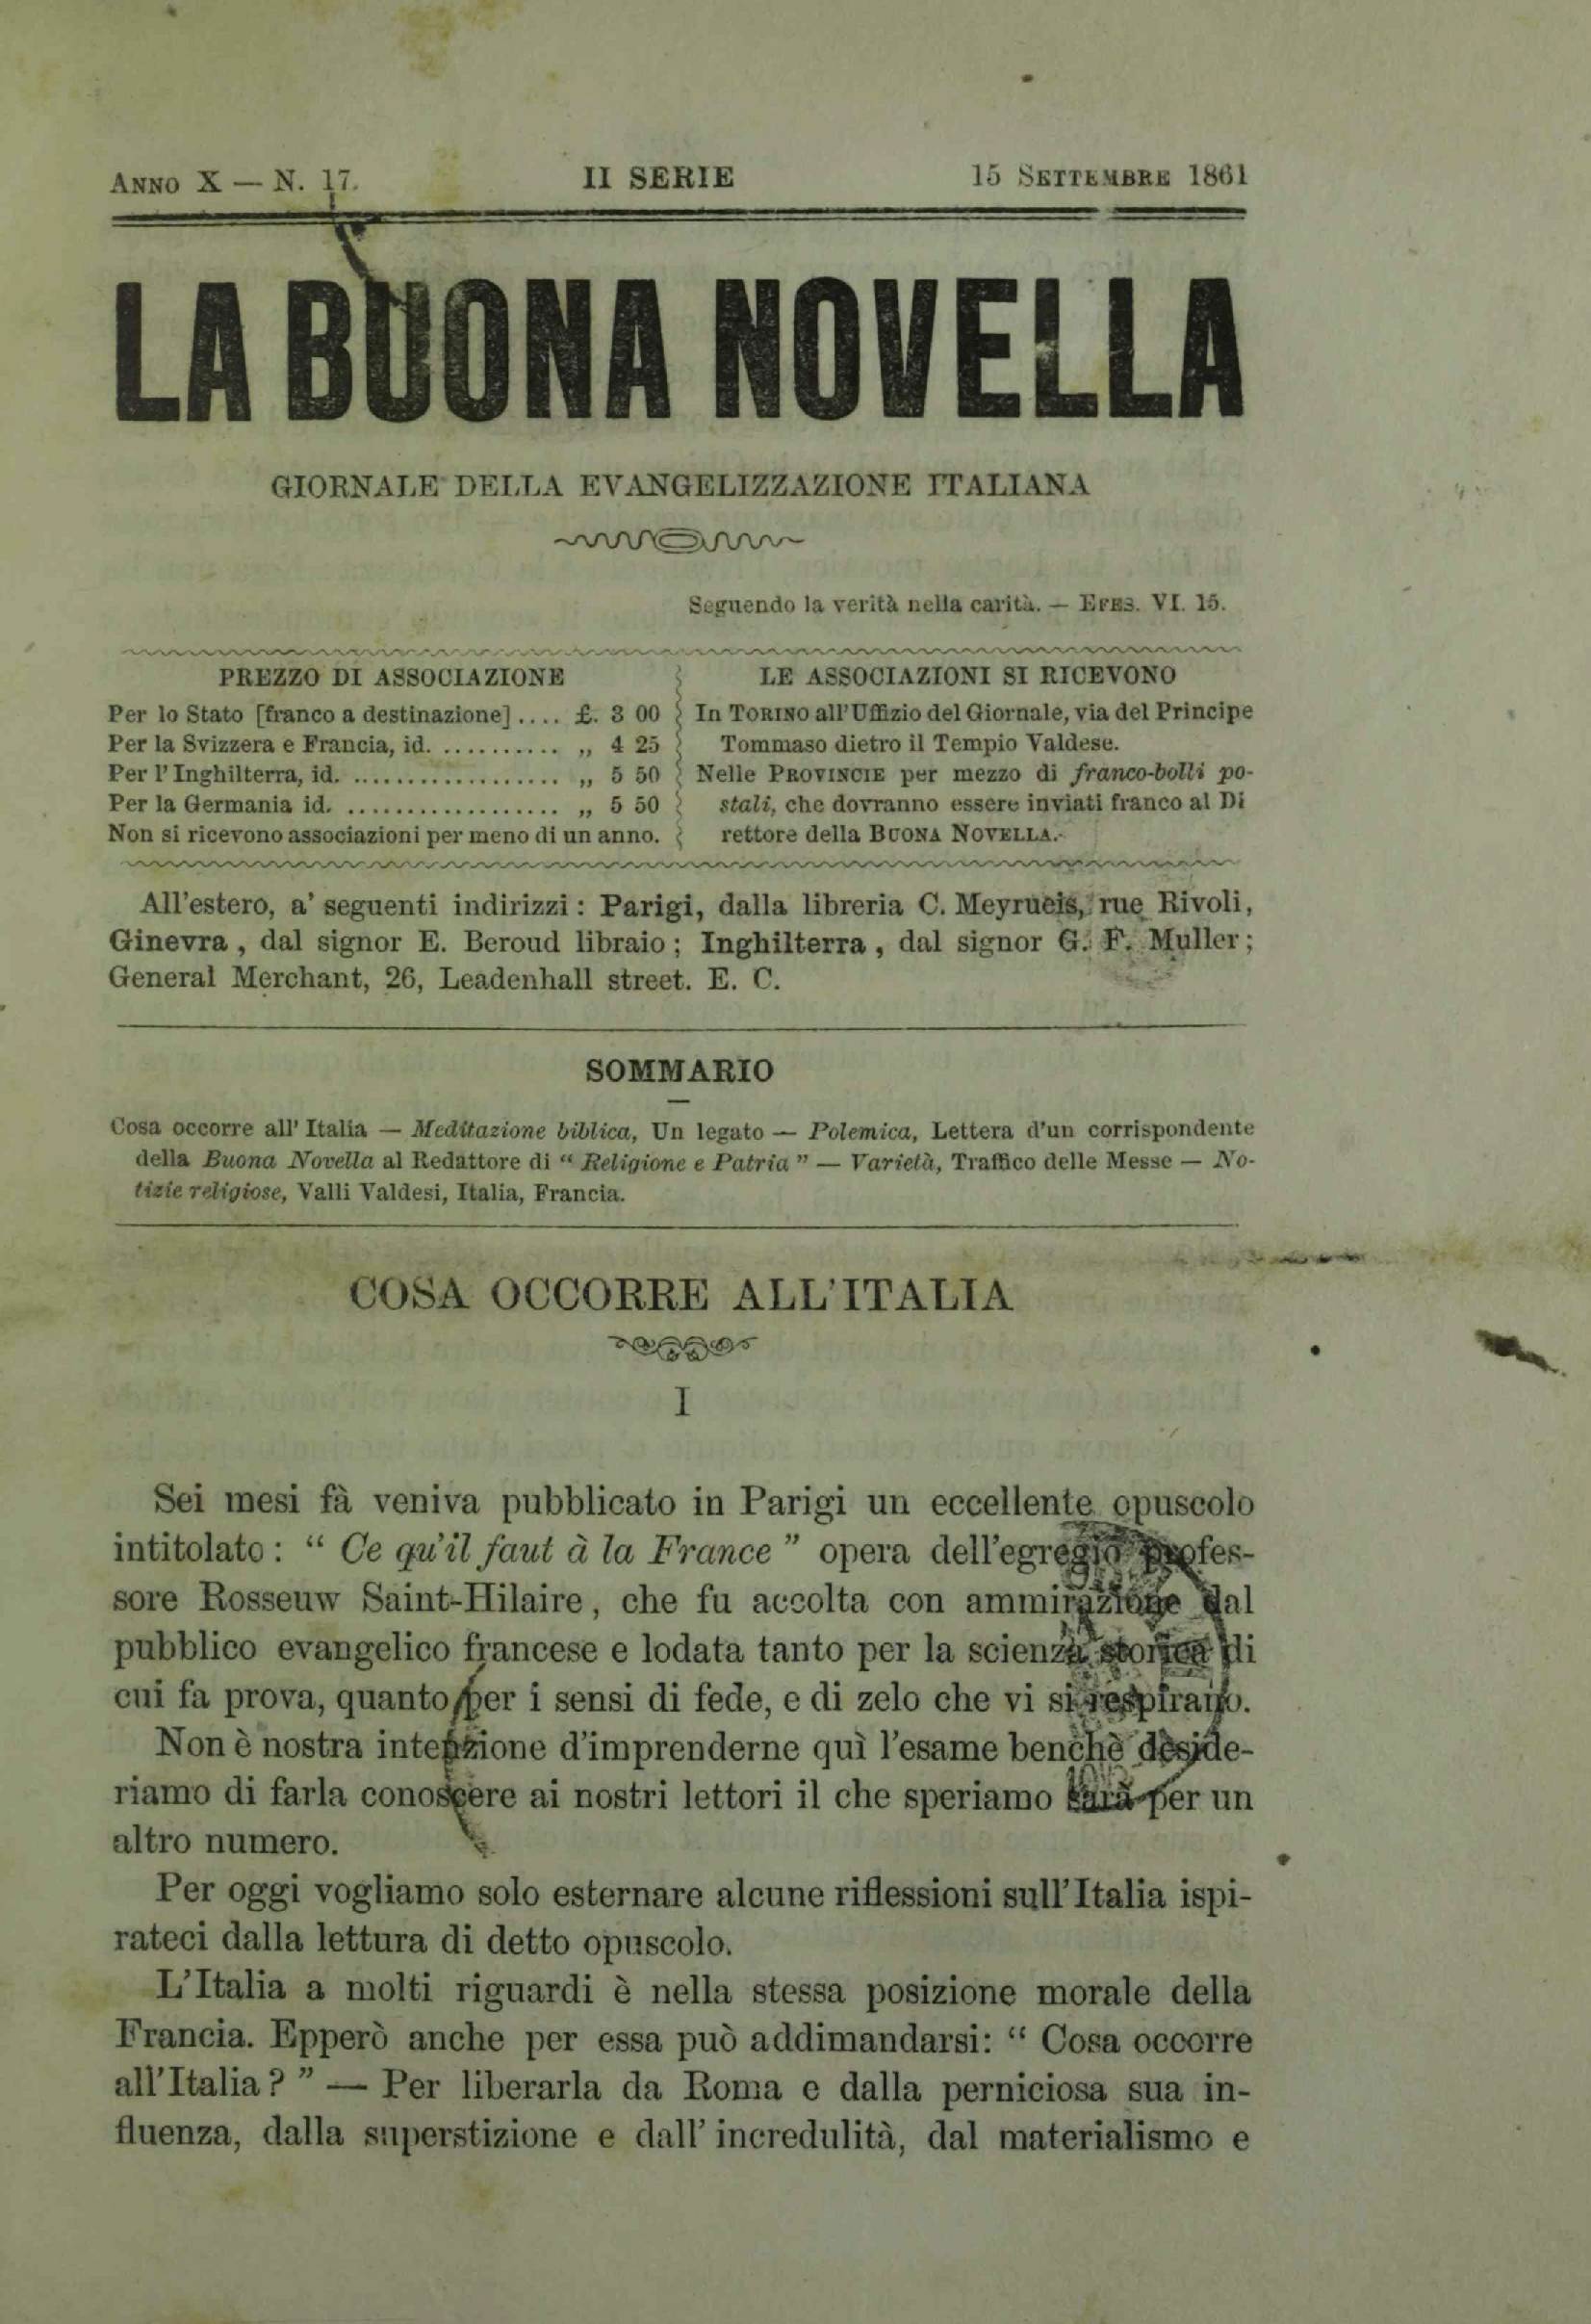 ANNO X — N. 17.
II SERIE
15 SETTEMBRE 1861
LA BUONA NOVELLA
GIORNALE DELLA EVANGELIZZAZIONE ITALIANA
Seguendo la verità nella carità. — EFES. VI. 15.
PREZZO DI ASSOCIAZIONE
Per lo Stato [franco a destinazione] .... £. 3 00
Per la Svizzera e Francia, id. ........... „ 4 25
Per l'Inghilterra, id. .................. „ 5 50
Per la Germania id. .................. „ 5 50
Non si ricevono associazioni per meno di un anno.
LE ASSOCIAZIONI SI RICEVONO
In TORINO all'Uffizio del Giornale, via del Principe
Tommaso dietro il Tempio Valdese.
Nelle PROVINCIE per mezzo di franco-bolli po-
stali, che dovranno essere inviati franco al Di
rettore della BUONA NOVELLA.
All'estero, a' seguenti indirizzi : Parigi, dalla libreria C. Meyrueis, rue Rivoli,
Ginevra , dal signor E. Beroud libraio ; Inghilterra , dal signor G. F. Muller ;
General Merchant, 26, Leadenhall street. E. C.
SOMMARIO
Cosa occorre all' Italia — Meditazione biblica, Un legato — Polemica, Lettera d'un corrispondente
della Buona Novella al Redattore di “ Religione e Patria ” — Varietà, Traffico delle Messe — No-
tizie religiose, Valli Valdesi, Italia, Francia.
COSA OCCORRE ALL'ITALIA
I
Sei mesi fà veniva pubblicato in Parigi un eccellente opuscolo
intitolato : “ Ce qu'il faut à la France ” opera dell'egregio profes-
sore Rosseuw Saint-Hilaire , che fu accolta con ammirazione dal
pubblico evangelico francese e lodata tanto per la scienza storica di
cui fa prova, quanto per i sensi di fede, e di zelo che vi si respirano.
Non è nostra intenzione d'imprenderne quì l'esame benchè deside-
riamo di farla conoscere ai nostri lettori il che speriamo sarà per un
altro numero.
Per oggi vogliamo solo esternare alcune riflessioni sull'Italia ispi-
rateci dalla lettura di detto opuscolo.
L'Italia a molti riguardi è nella stessa posizione morale della
Francia. Epperò anche per essa può addimandarsi: “ Cosa occorre
all'Italia ? ” — Per liberarla da Roma e dalla perniciosa sua in-
fluenza, dalla superstizione e dall' incredulità, dal materialismo e